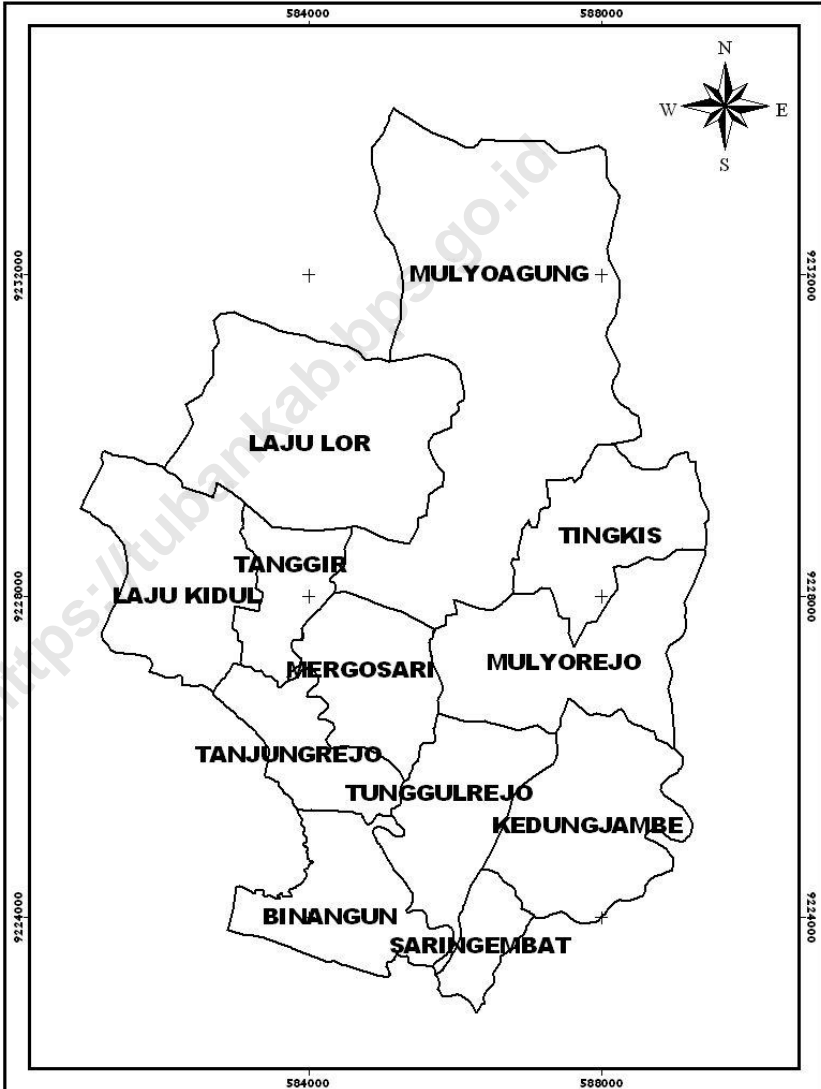 584000
588000
N
W
E
S
https://tubankab.bps.go.id
9232000
MULYOAGUNG
9232000
LAJU LOR
TINGKIS
TANGGIR
9228000
LAJU KIDUL
9228000
MERGOSARI
MULYOREJO
TANJUNGREJO
TUNGGULREJO
KEDUNGJAMBE
9224000
BINANGUN
9224000
SARINGEMBAT
584000
588000